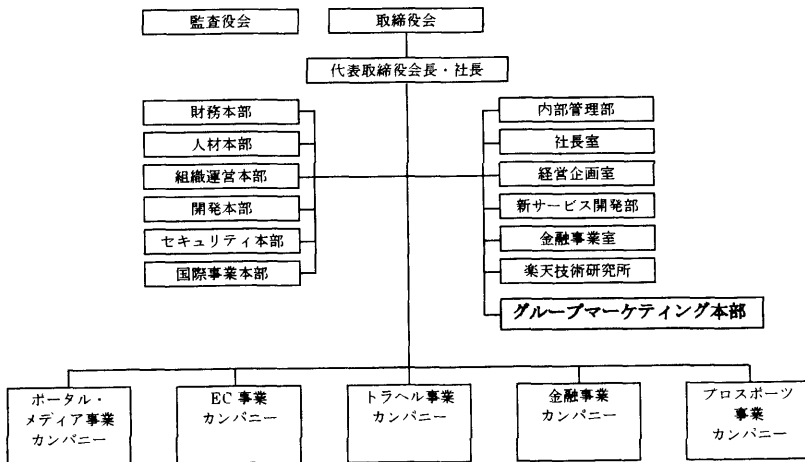 監査役会
取締役会
代表取締役会長・社長
財務本部
人材本部
組織運営本部
開発本部
セキュリティ本部
国際事業本部
内部管理部
社長室
経営企画室
新サービス開発部
金融事業室
楽天技術研究所
グループマーケティング本部
ポータル・
メディア事業
カンパニー
EC 事業
カンパニー
トラベル事業
カンパニー
金融事業
カンパニー
プロスポーツ
事業
カンパニー